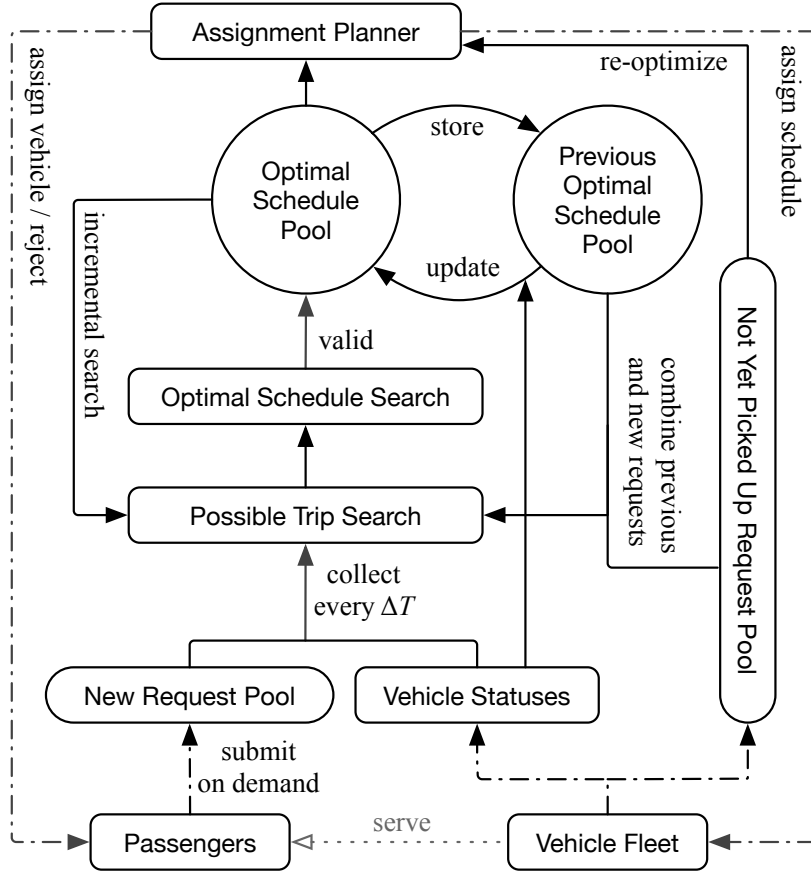 Assignment Planner
re-optimize
assign vehicle / reject
assign schedule
store
Optimal
Schedule
Pool
Previous
Optimal
Schedule
Pool
incremental search
update
valid
combine previous
and new requests
Not Yet Picked Up Request Pool
Optimal Schedule Search
Possible Trip Search
collect
every ΔT
New Request Pool
Vehicle Statuses
submit
on demand
serve
Passengers
Vehicle Fleet